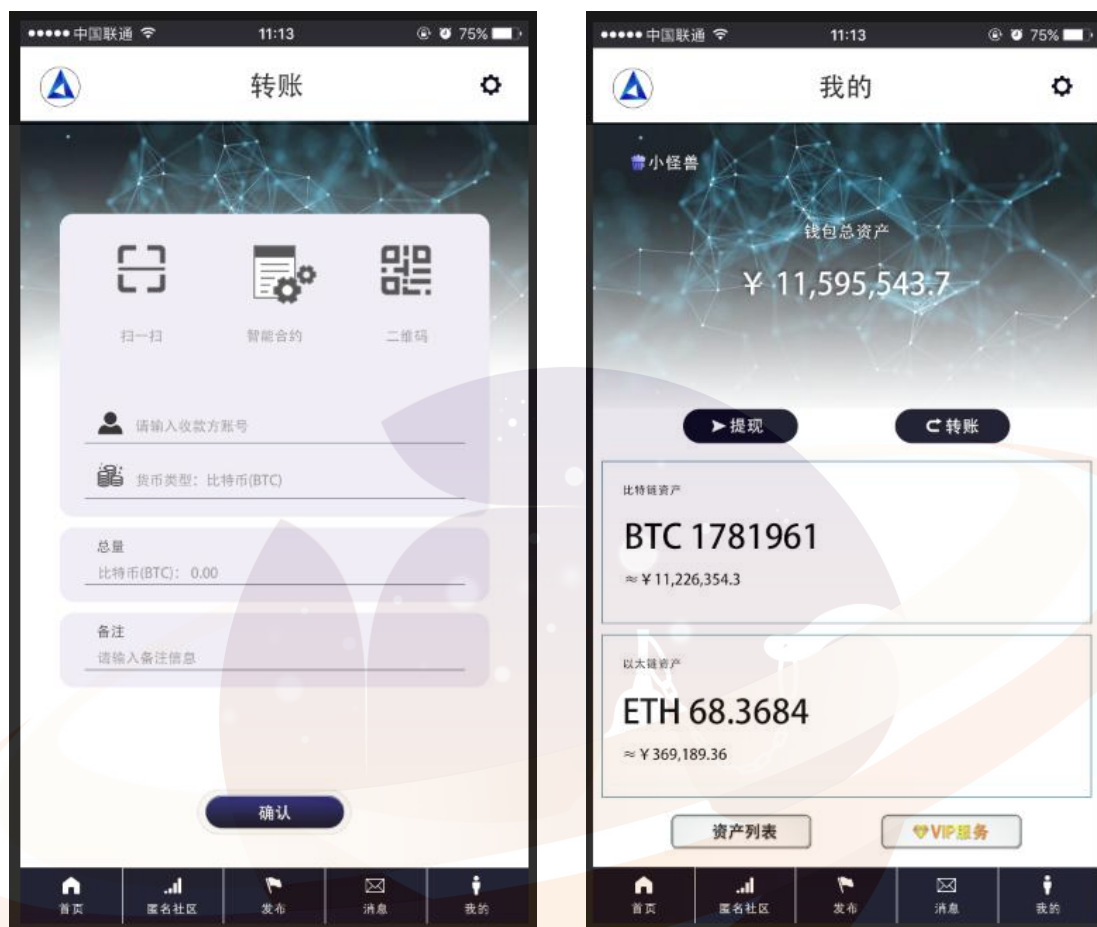 中国联通 11:13 75%
转账
扫一扫 智能合约 二维码
请输入收款方账号
货币类型：比特币(BTC)
总量
比特币(BTC)： 0.00
备注
请输入备注信息
确认
首页 匿名社区 发布 消息 我的
中国联通 11:13 75%
我的
小怪兽
钱包总资产
¥ 11,595,543.7
提现 转账
比特链资产
BTC 1781961
≈ ¥ 11,226,354.3
以太链资产
ETH 68.3684
≈ ¥ 369,189.36
资产列表 VIP服务
首页 匿名社区 发布 消息 我的